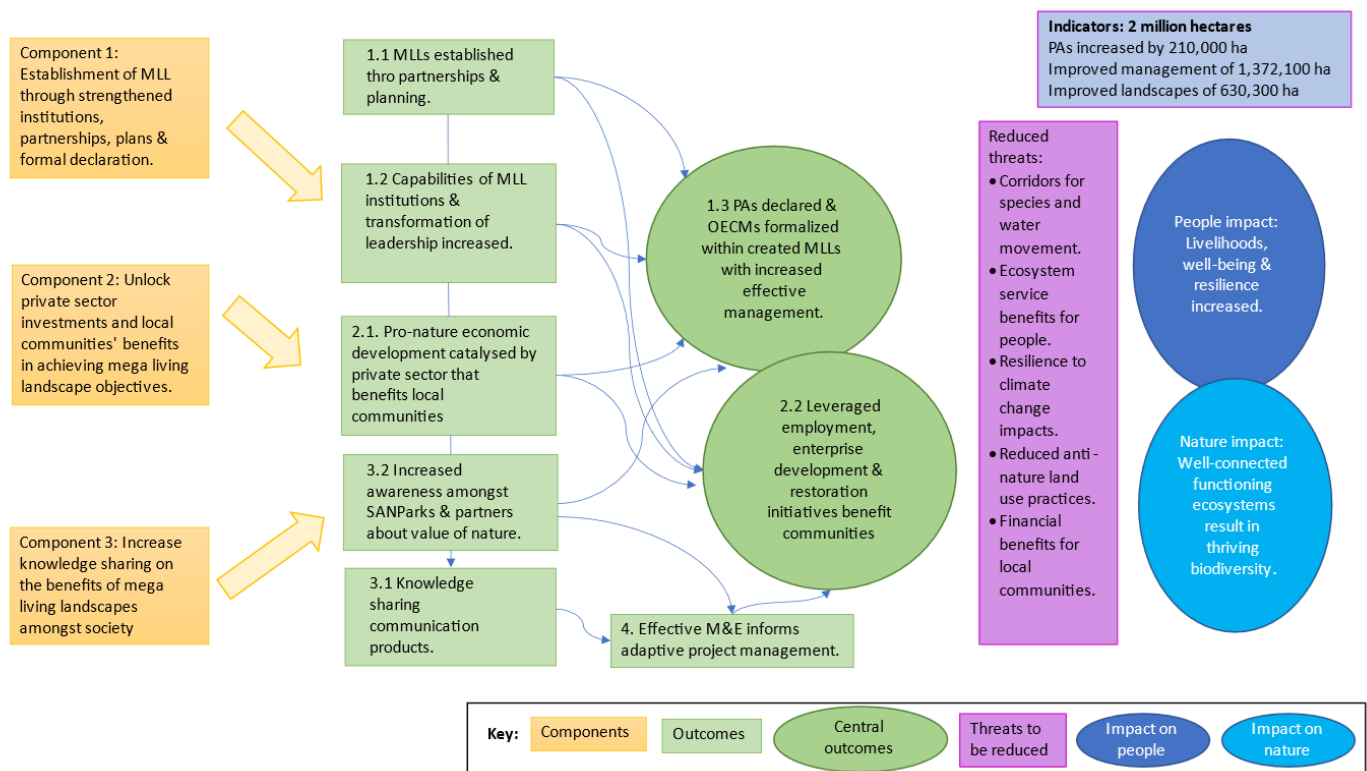 Component 1:
Establishment of MLL
through strengthened
institutions,
partnerships, plans &
formal declaration.
Component 2: Unlock
private sector
investments and local
communities' benefits
in achieving mega living
landscape objectives.
Component 3: Increase
knowledge sharing on
the benefits of mega
living landscapes
amongst society
1.1 MLLs established
thro partnerships &
planning.
1.2 Capabilities of MLL
institutions &
transformation of
leadership increased.
2.1. Pro-nature economic
development catalysed by
private sector that
benefits local
communities
3.2 Increased
awareness amongst
SANParks & partners
about value of nature.
3.1 Knowledge
sharing
communication
products.
1.3 PAs declared &
OECMs formalized
within created MLLs
with increased
effective
management.
2.2 Leveraged
employment,
enterprise
development &
restoration
initiatives benefit
communities
4. Effective M&E informs
adaptive project management.
Indicators: 2 million hectares
PAs increased by 210,000 ha
Improved management of 1,372,100 ha
Improved landscapes of 630,300 ha
Reduced
threats:
• Corridors for
species and
water
movement.
• Ecosystem
service
benefits for
people.
• Resilience to
climate
change
impacts.
• Reduced anti-
nature land
use practices.
• Financial
benefits for
local
communities.
People impact:
Livelihoods,
well-being &
resilience
increased.
Nature impact:
Well-connected
functioning
ecosystems
result in
thriving
biodiversity.
Key:
Components
Outcomes
Central
outcomes
Threats to
be reduced
Impact on
people
Impact on
nature